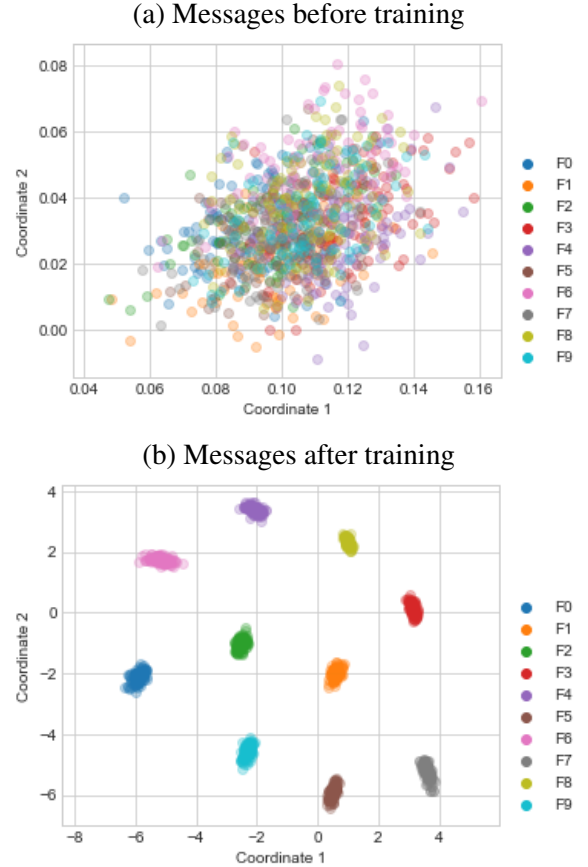 (a) Messages before training
0.08
0.06
0.04
0.02
0.00
Coordinate 2
0.04 0.06 0.08 0.10 0.12 0.14 0.16
Coordinate 1
F0
F1
F2
F3
F4
F5
F6
F7
F8
F9
(b) Messages after training
4
2
0
−2
−4
−6
Coordinate 2
−8 −6 −4 −2 0 2 4
Coordinate 1
F0
F1
F2
F3
F4
F5
F6
F7
F8
F9